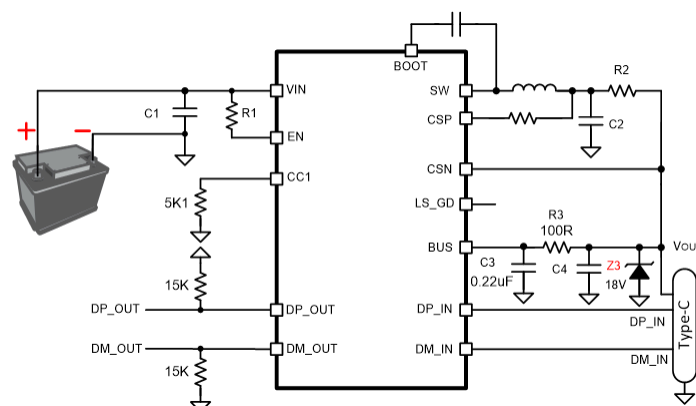 BOOT
VIN
SW
R2
C1
R1
CSP
C2
+
−
EN
CC1
CSN
5K1
LS_GD
R3
100R
BUS
VOU
C3
0.22uF
C4
Z3
18V
15K
DP_OUT
DP_OUT
DP_IN
DP_IN
Type-C
DM_OUT
DM_OUT
DM_IN
DM_IN
15K